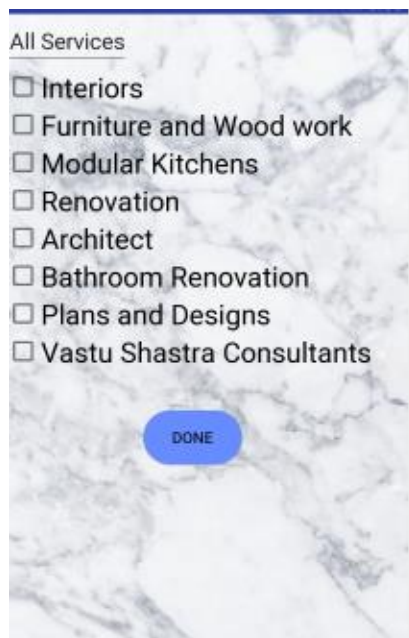 All Services
Interiors
Furniture and Wood work
Modular Kitchens
Renovation
Architect
Bathroom Renovation
Plans and Designs
Vastu Shastra Consultants
DONE